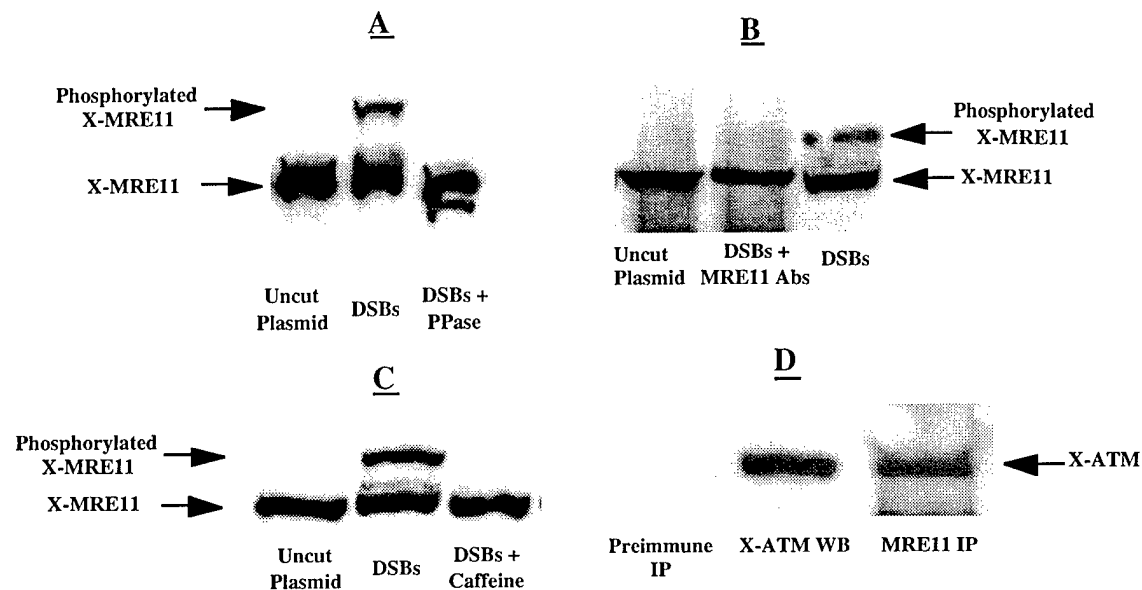 A
Phosphorylated
X-MRE11
X-MRE11
Uncut
Plasmid
DSBs
DSBs +
PPase
B
Phosphorylated
X-MRE11
X-MRE11
Uncut
Plasmid
DSBs +
MRE11 Abs
DSBs
C
Phosphorylated
X-MRE11
X-MRE11
Uncut
Plasmid
DSBs
DSBs +
Caffeine
D
X-ATM
Preimmune
IP
X-ATM WB
MRE11 IP